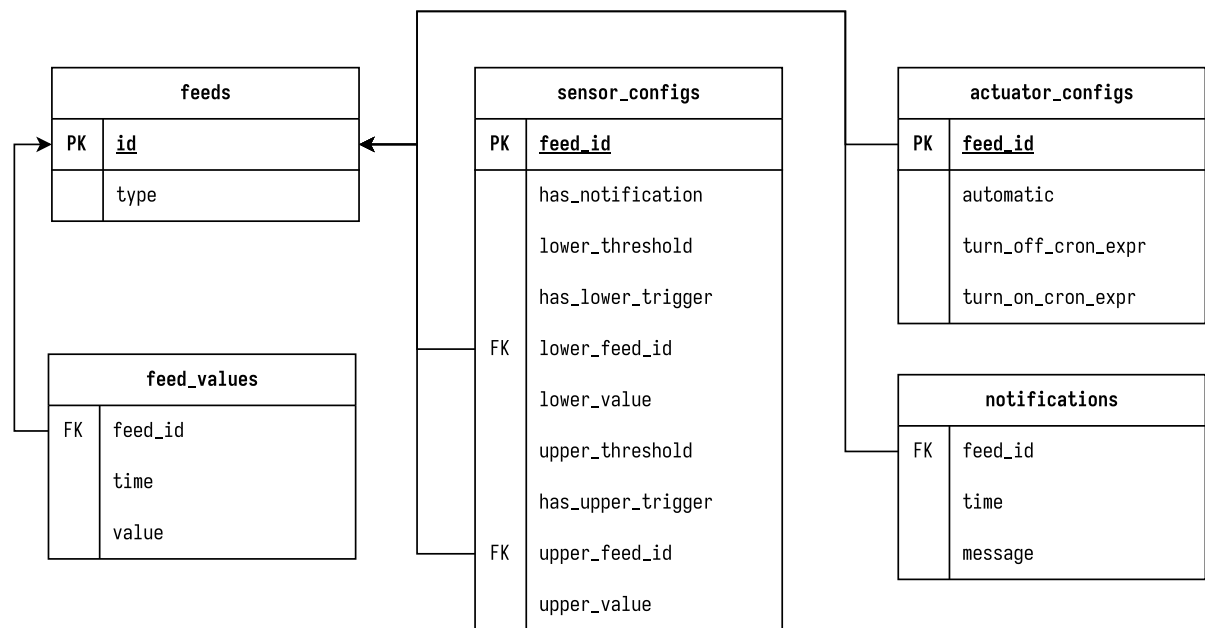 feeds
PK id
type
feed_values
FK feed_id
time
value
sensor_configs
PK feed_id
has_notification
lower_threshold
has_lower_trigger
FK lower_feed_id
lower_value
upper_threshold
has_upper_trigger
FK upper_feed_id
upper_value
actuator_configs
PK feed_id
automatic
turn_off_cron_expr
turn_on_cron_expr
notifications
FK feed_id
time
message